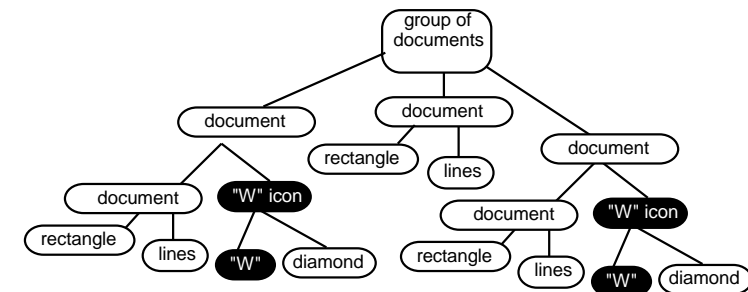 group of
documents
document
document
document
rectangle
lines
document
"W" icon
document
"W" icon
rectangle
lines
"W"
diamond
rectangle
lines
"W"
diamond